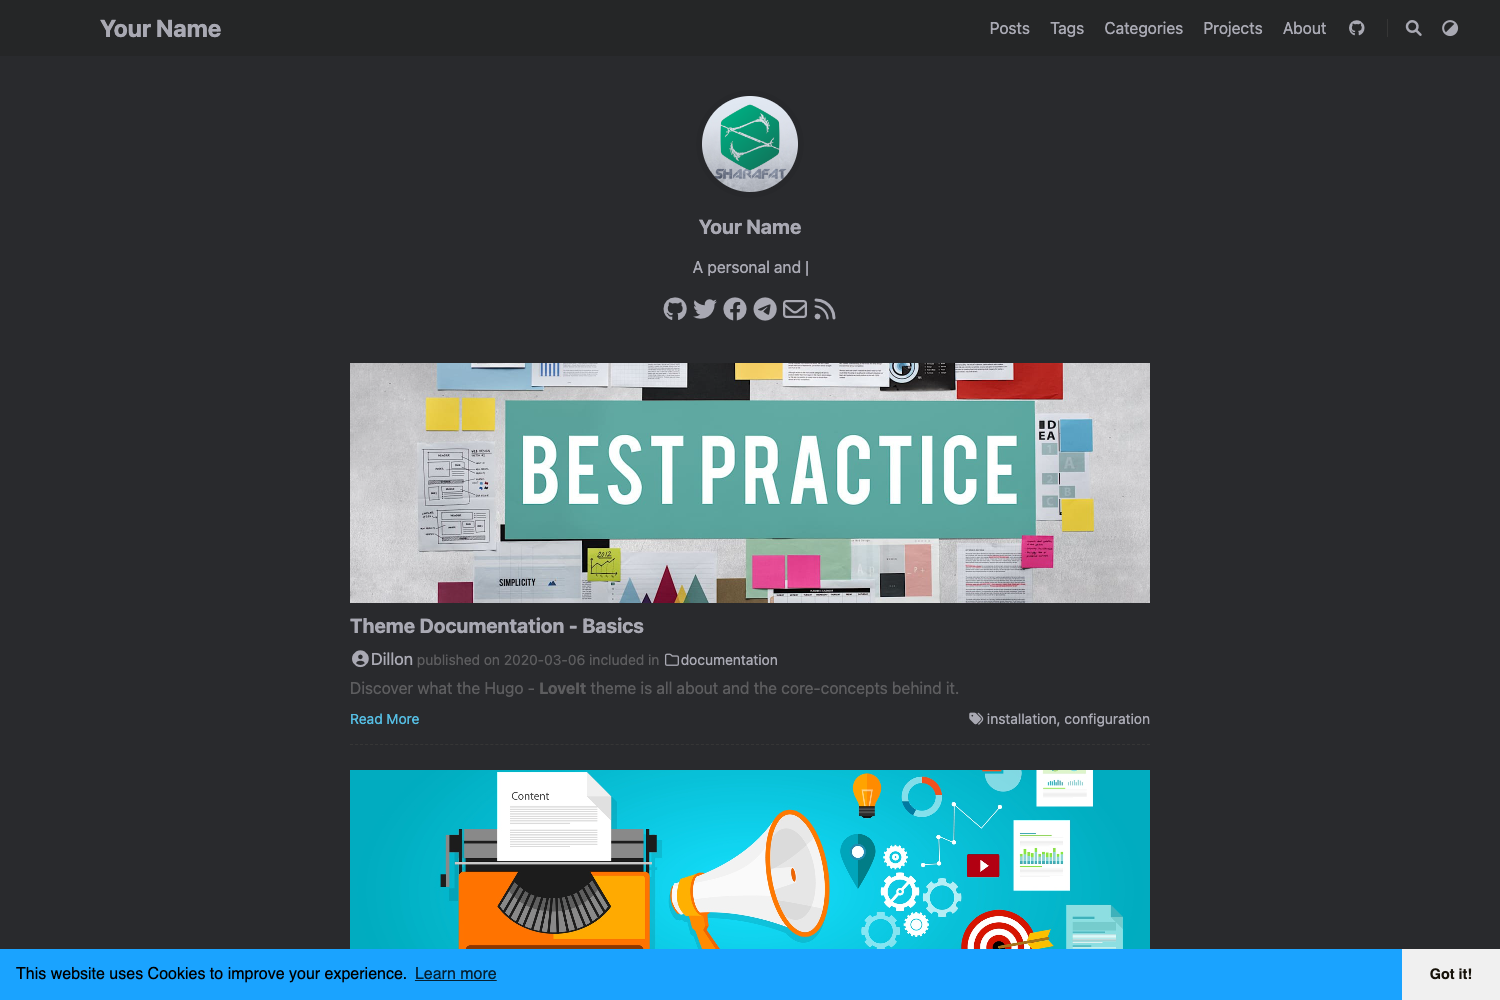 Your Name
Posts Tags Categories Projects About
SHARAFAT
Your Name
A personal and |
BEST PRACTICE
ID
EA
A
B
C
2012
SIMPLICITY
Theme Documentation - Basics
Dillon published on 2020-03-06 included in documentation
Discover what the Hugo - LoveIt theme is all about and the core-concepts behind it.
Read More
installation, configuration
Content
This website uses Cookies to improve your experience. Learn more
Got it!